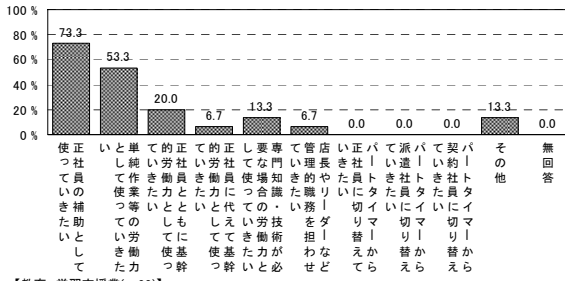 100 %
80 %
60 %
40 %
20 %
0 %
73.3
53.3
20.0
6.7
13.3
6.7
0.0
0.0
0.0
13.3
0.0
正社員の補助として
使っていきたい
単純作業等の労働力
として使っていきた
い
正社員とともに基幹
的労働力として使っ
ていきたい
正社員に代えて基幹
的労働力として使っ
ていきたい
専門知識・技術が必
要な場合の労働力と
して使っていきたい
店長やリーダーなど
管理的職務を担わせ
ていきたい
パートタイマーから
正社員に切り替えて
いきたい
パートタイマーから
派遣社員に切り替え
ていきたい
パートタイマーから
契約社員に切り替え
ていきたい
その他
無回答